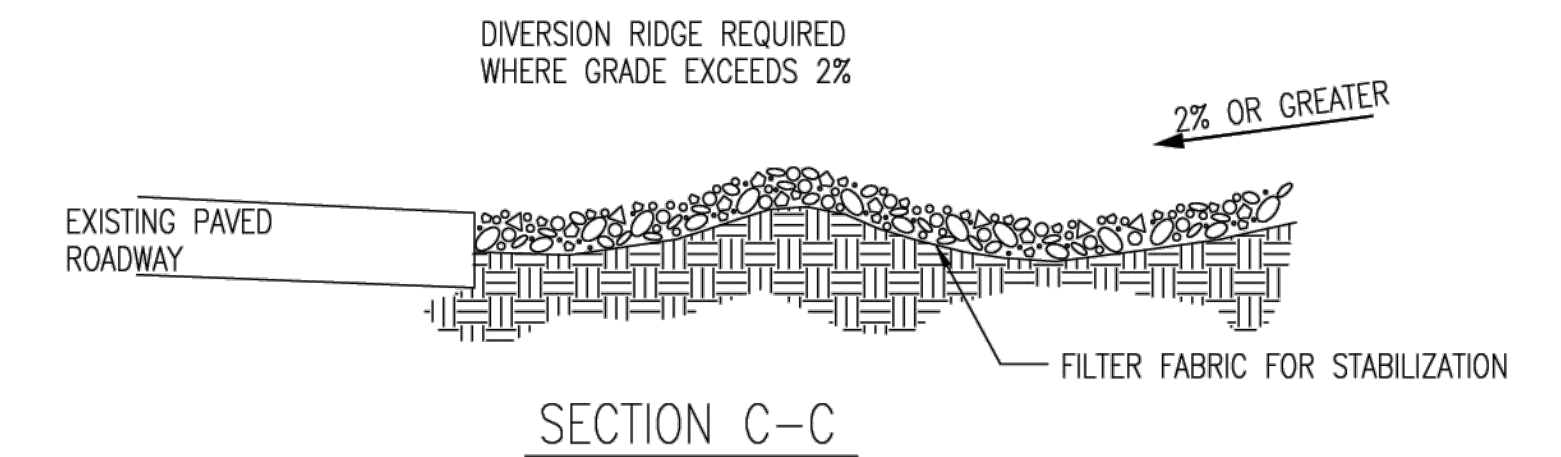 DIVERSION RIDGE REQUIRED
WHERE GRADE EXCEEDS 2%
2% OR GREATER
EXISTING PAVED
ROADWAY
FILTER FABRIC FOR STABILIZATION
SECTION C-C